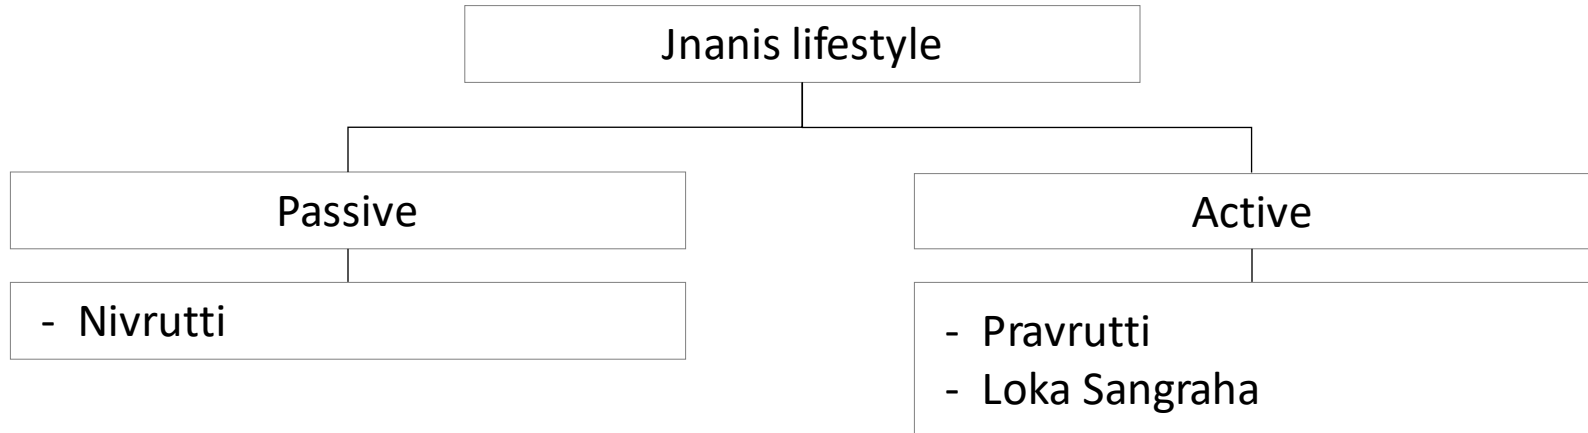 Jnanis lifestyle
Passive
Active
- Nivrutti
- Pravrutti
- Loka Sangraha